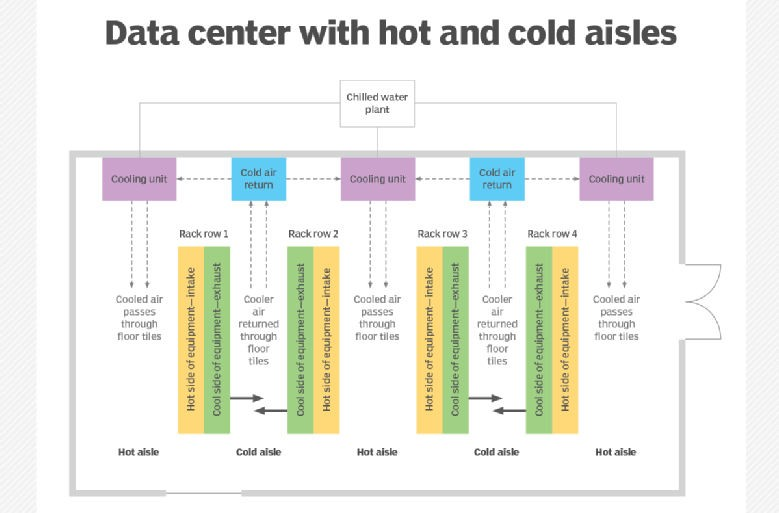 Data center with hot and cold aisles
Chilled water
plant
Cooling unit
Cold air
return
Cooling unit
Cold air
return
Cooling unit
Rack row 1
Rack row 2
Rack row 3
Rack row 4
Cooled air
passes
through
floor tiles
Hot side of equipment—intake
Cool side of equipment—exhaust
Cooler
air
returned
through
floor
tiles
Cool side of equipment—exhaust
Hot side of equipment—intake
Cooled air
passes
through
floor tiles
Hot side of equipment—intake
Cool side of equipment—exhaust
Cooler
air
returned
through
floor
tiles
Cool side of equipment—exhaust
Hot side of equipment—intake
Cooled air
passes
through
floor tiles
Hot aisle
Cold aisle
Hot aisle
Cold aisle
Hot aisle